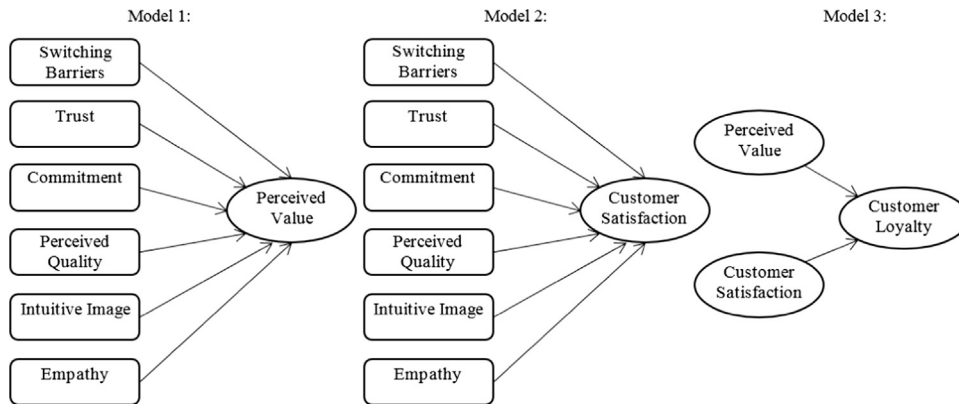 Model 1:
Switching
Barriers
Trust
Commitment
Perceived
Quality
Intuitive Image
Empathy
Perceived
Value
Model 2:
Switching
Barriers
Trust
Commitment
Perceived
Quality
Intuitive Image
Empathy
Customer
Satisfaction
Model 3:
Perceived
Value
Customer
Satisfaction
Customer
Loyalty